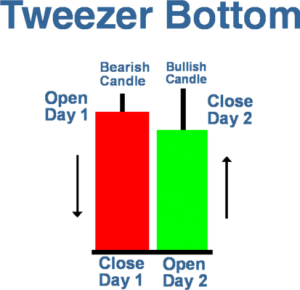 Tweezer Bottom
Bearish
Candle
Bullish
Candle
Open
Day 1
Close
Day 2
Close
Day 1
Open
Day 2